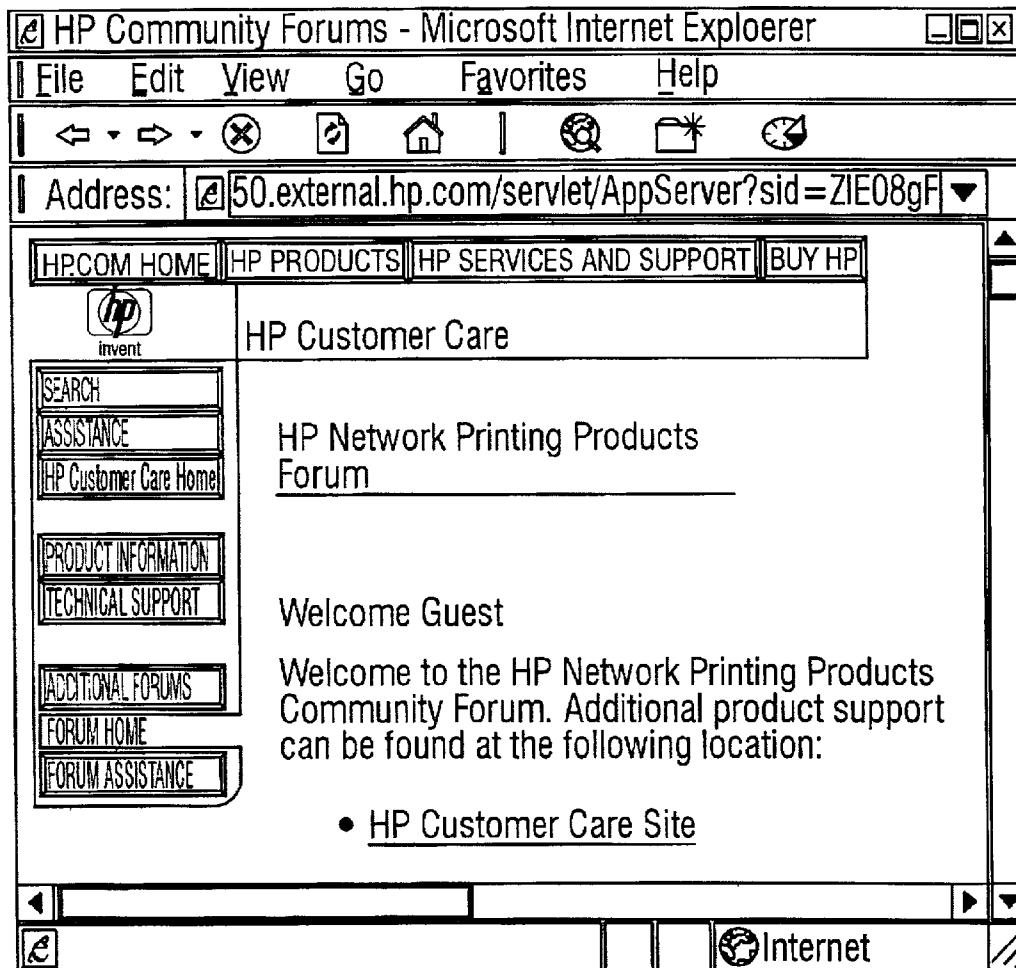 HP Community Forums - Microsoft Internet Exploerer
File Edit View Go Favorites Help
Address: 50.external.hp.com/servlet/AppServer?sid=ZIE08gF
HP.COM HOME HP PRODUCTS HP SERVICES AND SUPPORT BUY HP
hp
invent
HP Customer Care
SEARCH
ASSISTANCE
HP Customer Care Home
PRODUCT INFORMATION
TECHNICAL SUPPORT
ADDITIONAL FORUMS
FORUM HOME
FORUM ASSISTANCE
HP Network Printing Products
Forum
Welcome Guest
Welcome to the HP Network Printing Products
Community Forum. Additional product support
can be found at the following location:
• HP Customer Care Site
Internet